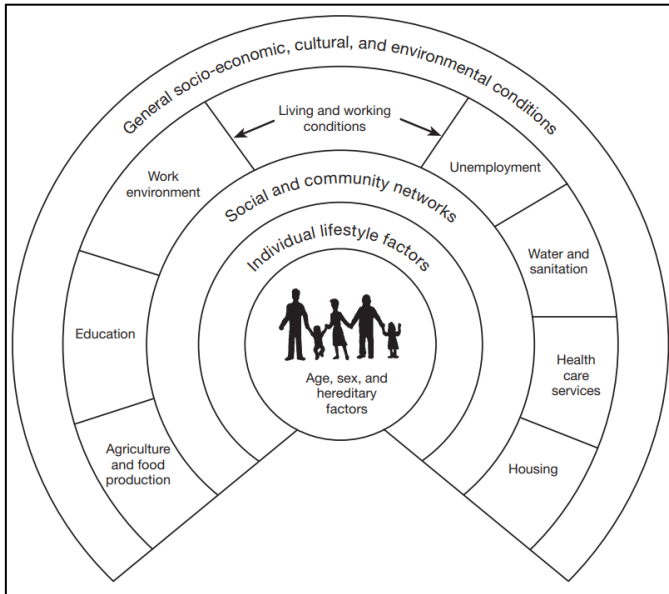 General socio-economic, cultural, and environmental conditions
Living and working
conditions
Work
environment
Unemployment
Social and community networks
Water and
sanitation
Individual lifestyle factors
Education
Health
care
services
Age, sex, and
hereditary
factors
Agriculture
and food
production
Housing